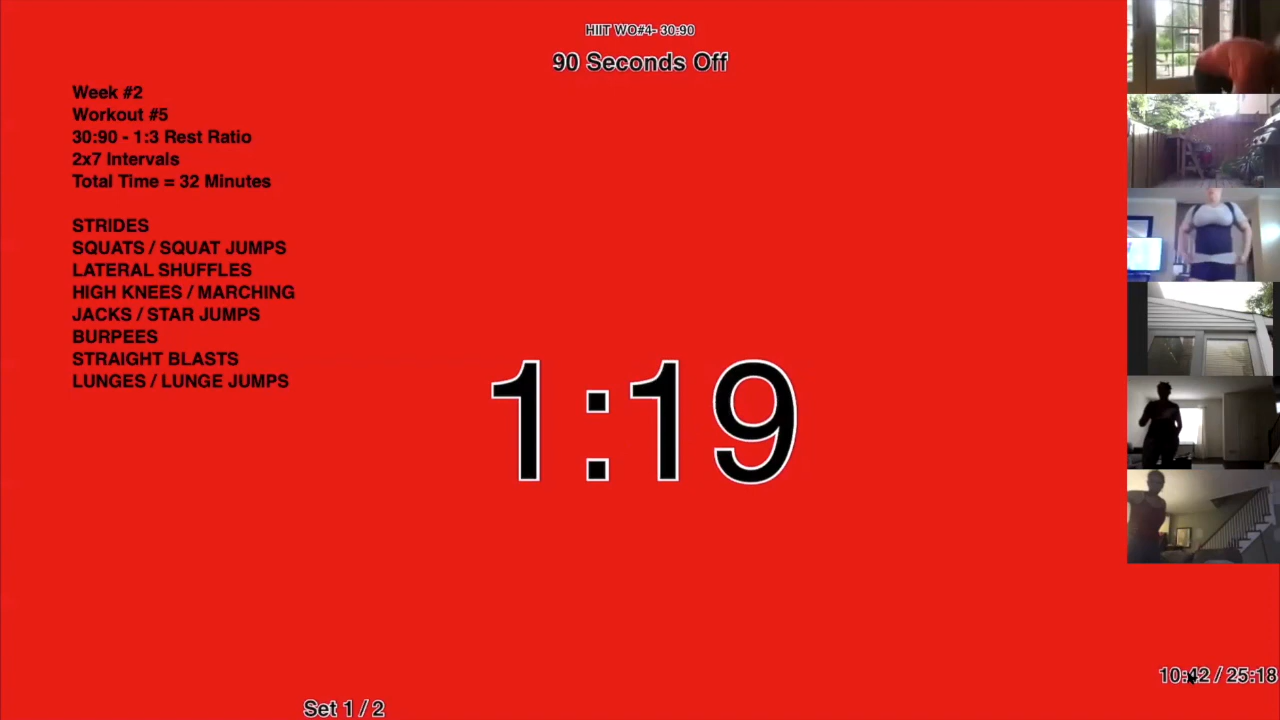 HIIT WO#4- 30:90
90 Seconds Off
Week #2
Workout #5
30:90 - 1:3 Rest Ratio
2x7 Intervals
Total Time = 32 Minutes
STRIDES
SQUATS / SQUAT JUMPS
LATERAL SHUFFLES
HIGH KNEES / MARCHING
JACKS / STAR JUMPS
BURPEES
STRAIGHT BLASTS
LUNGES / LUNGE JUMPS
1:19
10:42 / 25:18
Set 1 / 2